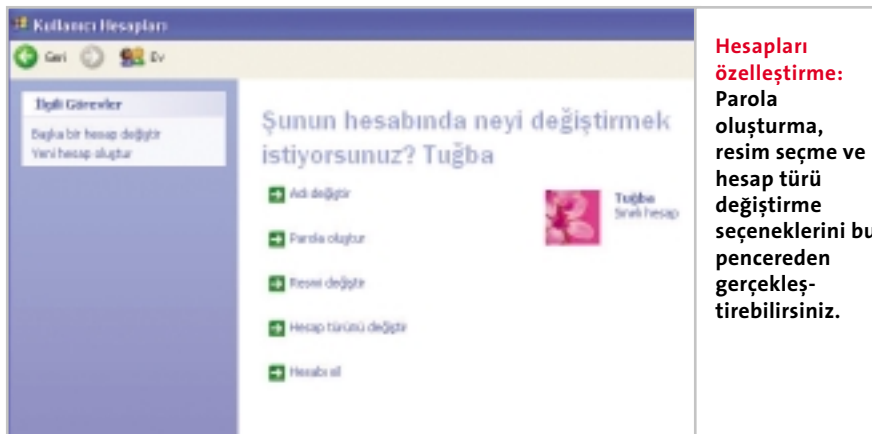 Kullanıcı Hesapları
Geri
Ev
İlgili Görevler
Başka bir hesap değiştir
Yeni hesap oluştur
Şunun hesabında neyi değiştirmek
istiyorsunuz? Tuğba
Adı değiştir
Parola oluştur
Resmi değiştir
Hesap türünü değiştir
Hesabı sil
Tuğba
Sınırlı hesap
Hesapları
özelleştirme:
Parola
oluşturma,
resim seçme ve
hesap türü
değiştirme
seçeneklerini bu
pencereden
gerçekleş-
tirebilirsiniz.